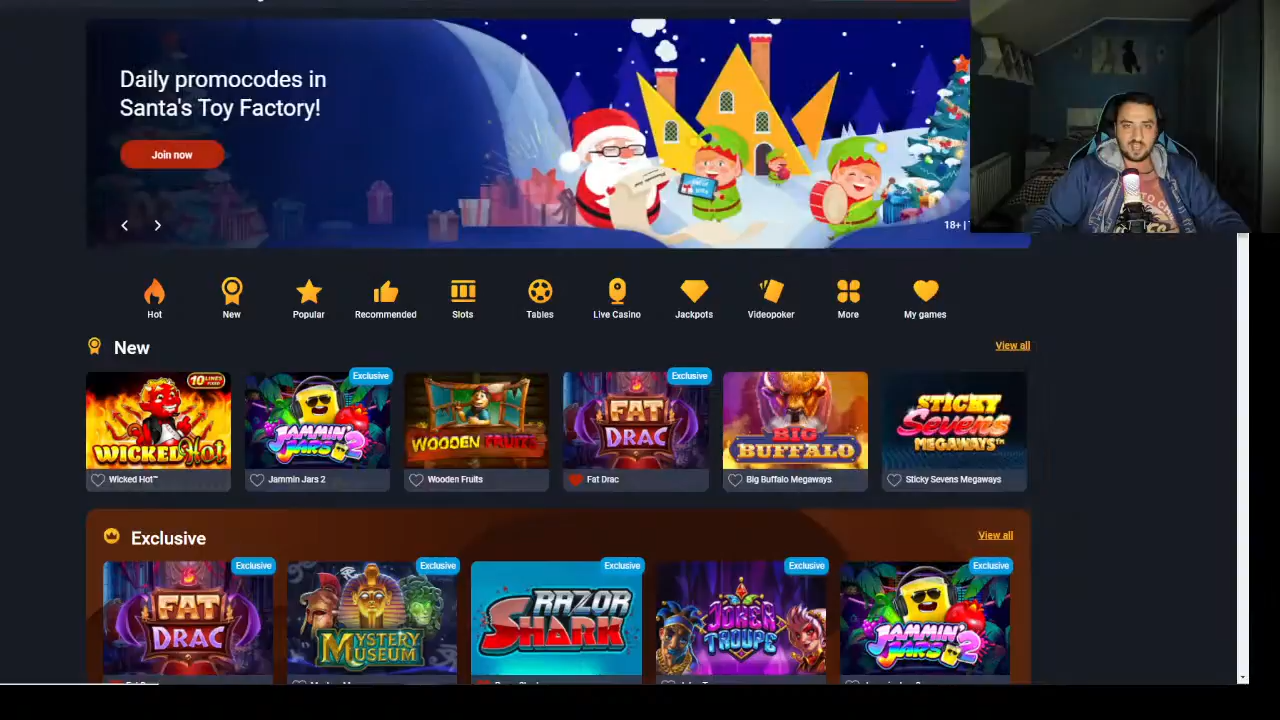 Daily promocodes in
Santa's Toy Factory!
Join now
18+
Hot
New
Popular
Recommended
Slots
Tables
Live Casino
Jackpots
Videopoker
More
My games
New
View all
10 LINES
FIXED
WICKED HOT
Exclusive
JAMMIN' JARS 2
WOODEN FRUITS
Exclusive
FAT DRAC
BIG BUFFALO
STICKY SEVENS MEGAWAYS™
Wicked Hot™
Jammin Jars 2
Wooden Fruits
Fat Drac
Big Buffalo Megaways
Sticky Sevens Megaways
Exclusive
View all
Exclusive
FAT DRAC
Exclusive
MYSTERY MUSEUM
Exclusive
RAZOR SHARK
Exclusive
JOKER TROUPE
Exclusive
JAMMIN' JARS 2